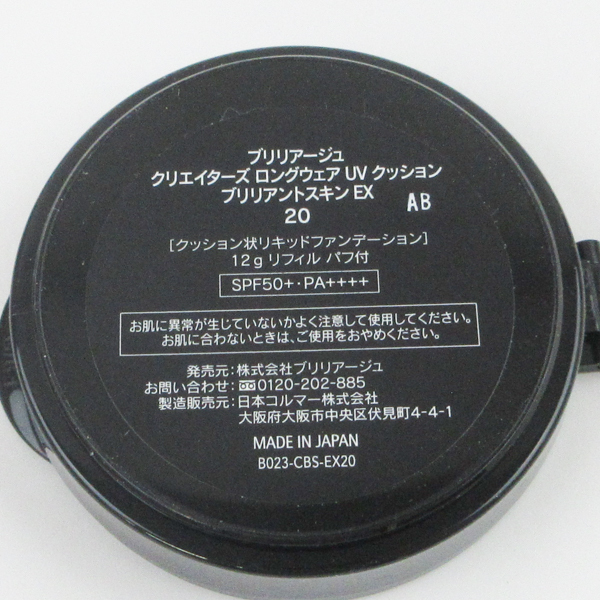 ブリリアージュ
クリエイターズ ロングウェア UV クッション
ブリリアントスキン EX
20
AB
［クッション状リキッドファンデーション］
12g リフィル パフ付
SPF50+・PA++++
お肌に異常が生じていないかよく注意して使用してください。
お肌に合わないときは、ご使用をおやめください。
発売元：株式会社ブリリアージュ
お問い合わせ：0120-202-885
製造販売元：日本コルマー株式会社
大阪府大阪市中央区伏見町4-4-1
MADE IN JAPAN
B023-CBS-EX20